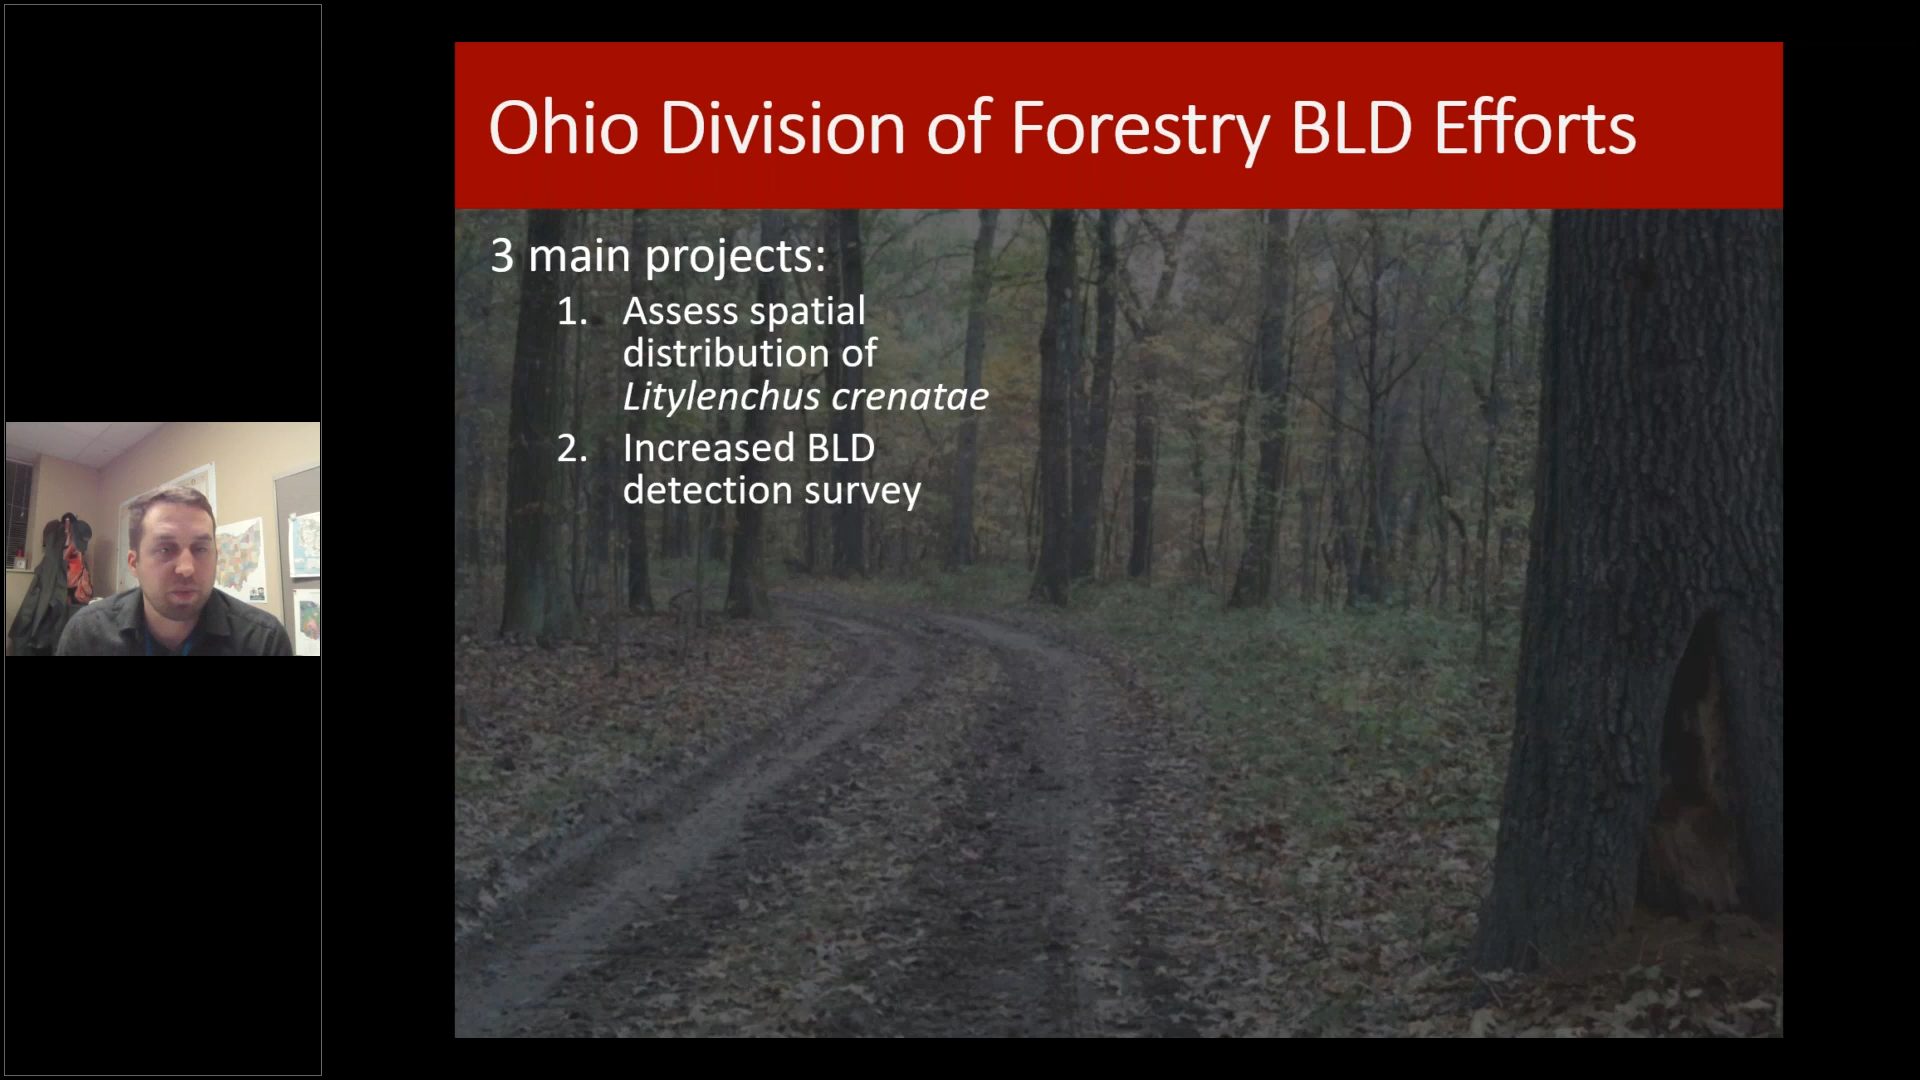 Ohio Division of Forestry BLD Efforts
3 main projects:
1. Assess spatial
distribution of
Litylenchus crenatae
2. Increased BLD
detection survey